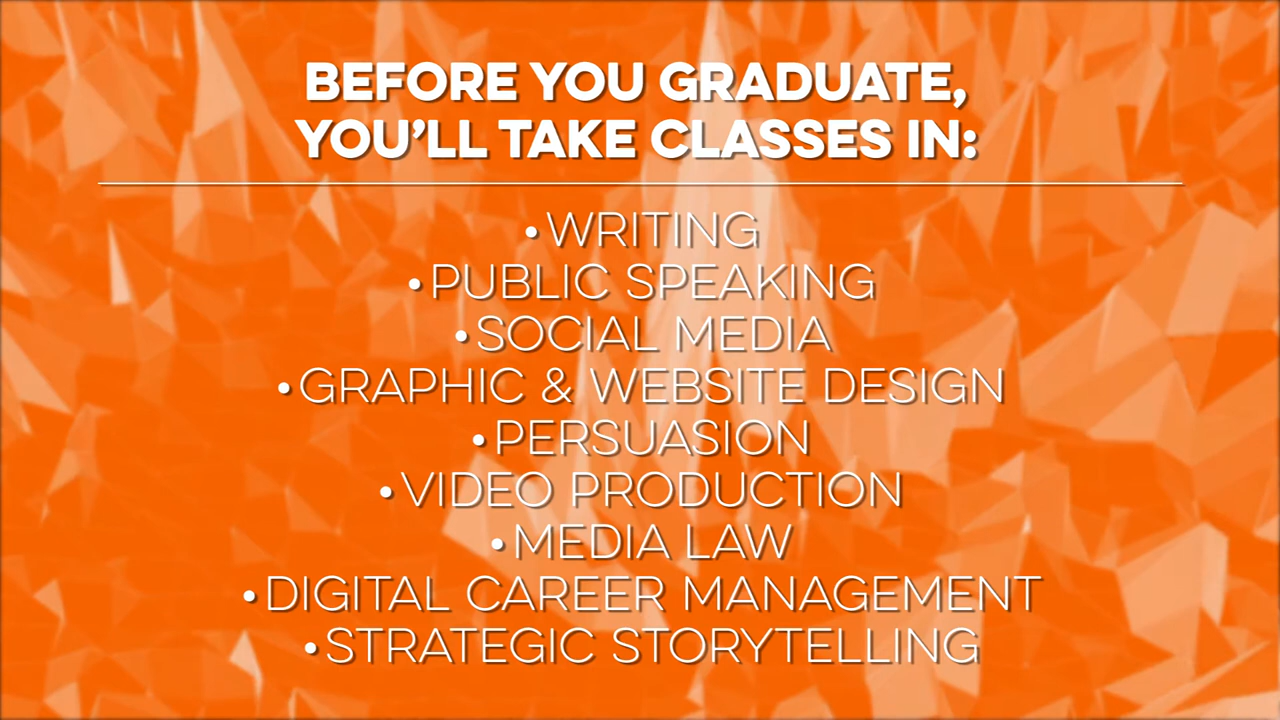 BEFORE YOU GRADUATE,
YOU'LL TAKE CLASSES IN:
•WRITING
•PUBLIC SPEAKING
•SOCIAL MEDIA
•GRAPHIC & WEBSITE DESIGN
•PERSUASION
•VIDEO PRODUCTION
•MEDIA LAW
•DIGITAL CAREER MANAGEMENT
•STRATEGIC STORYTELLING